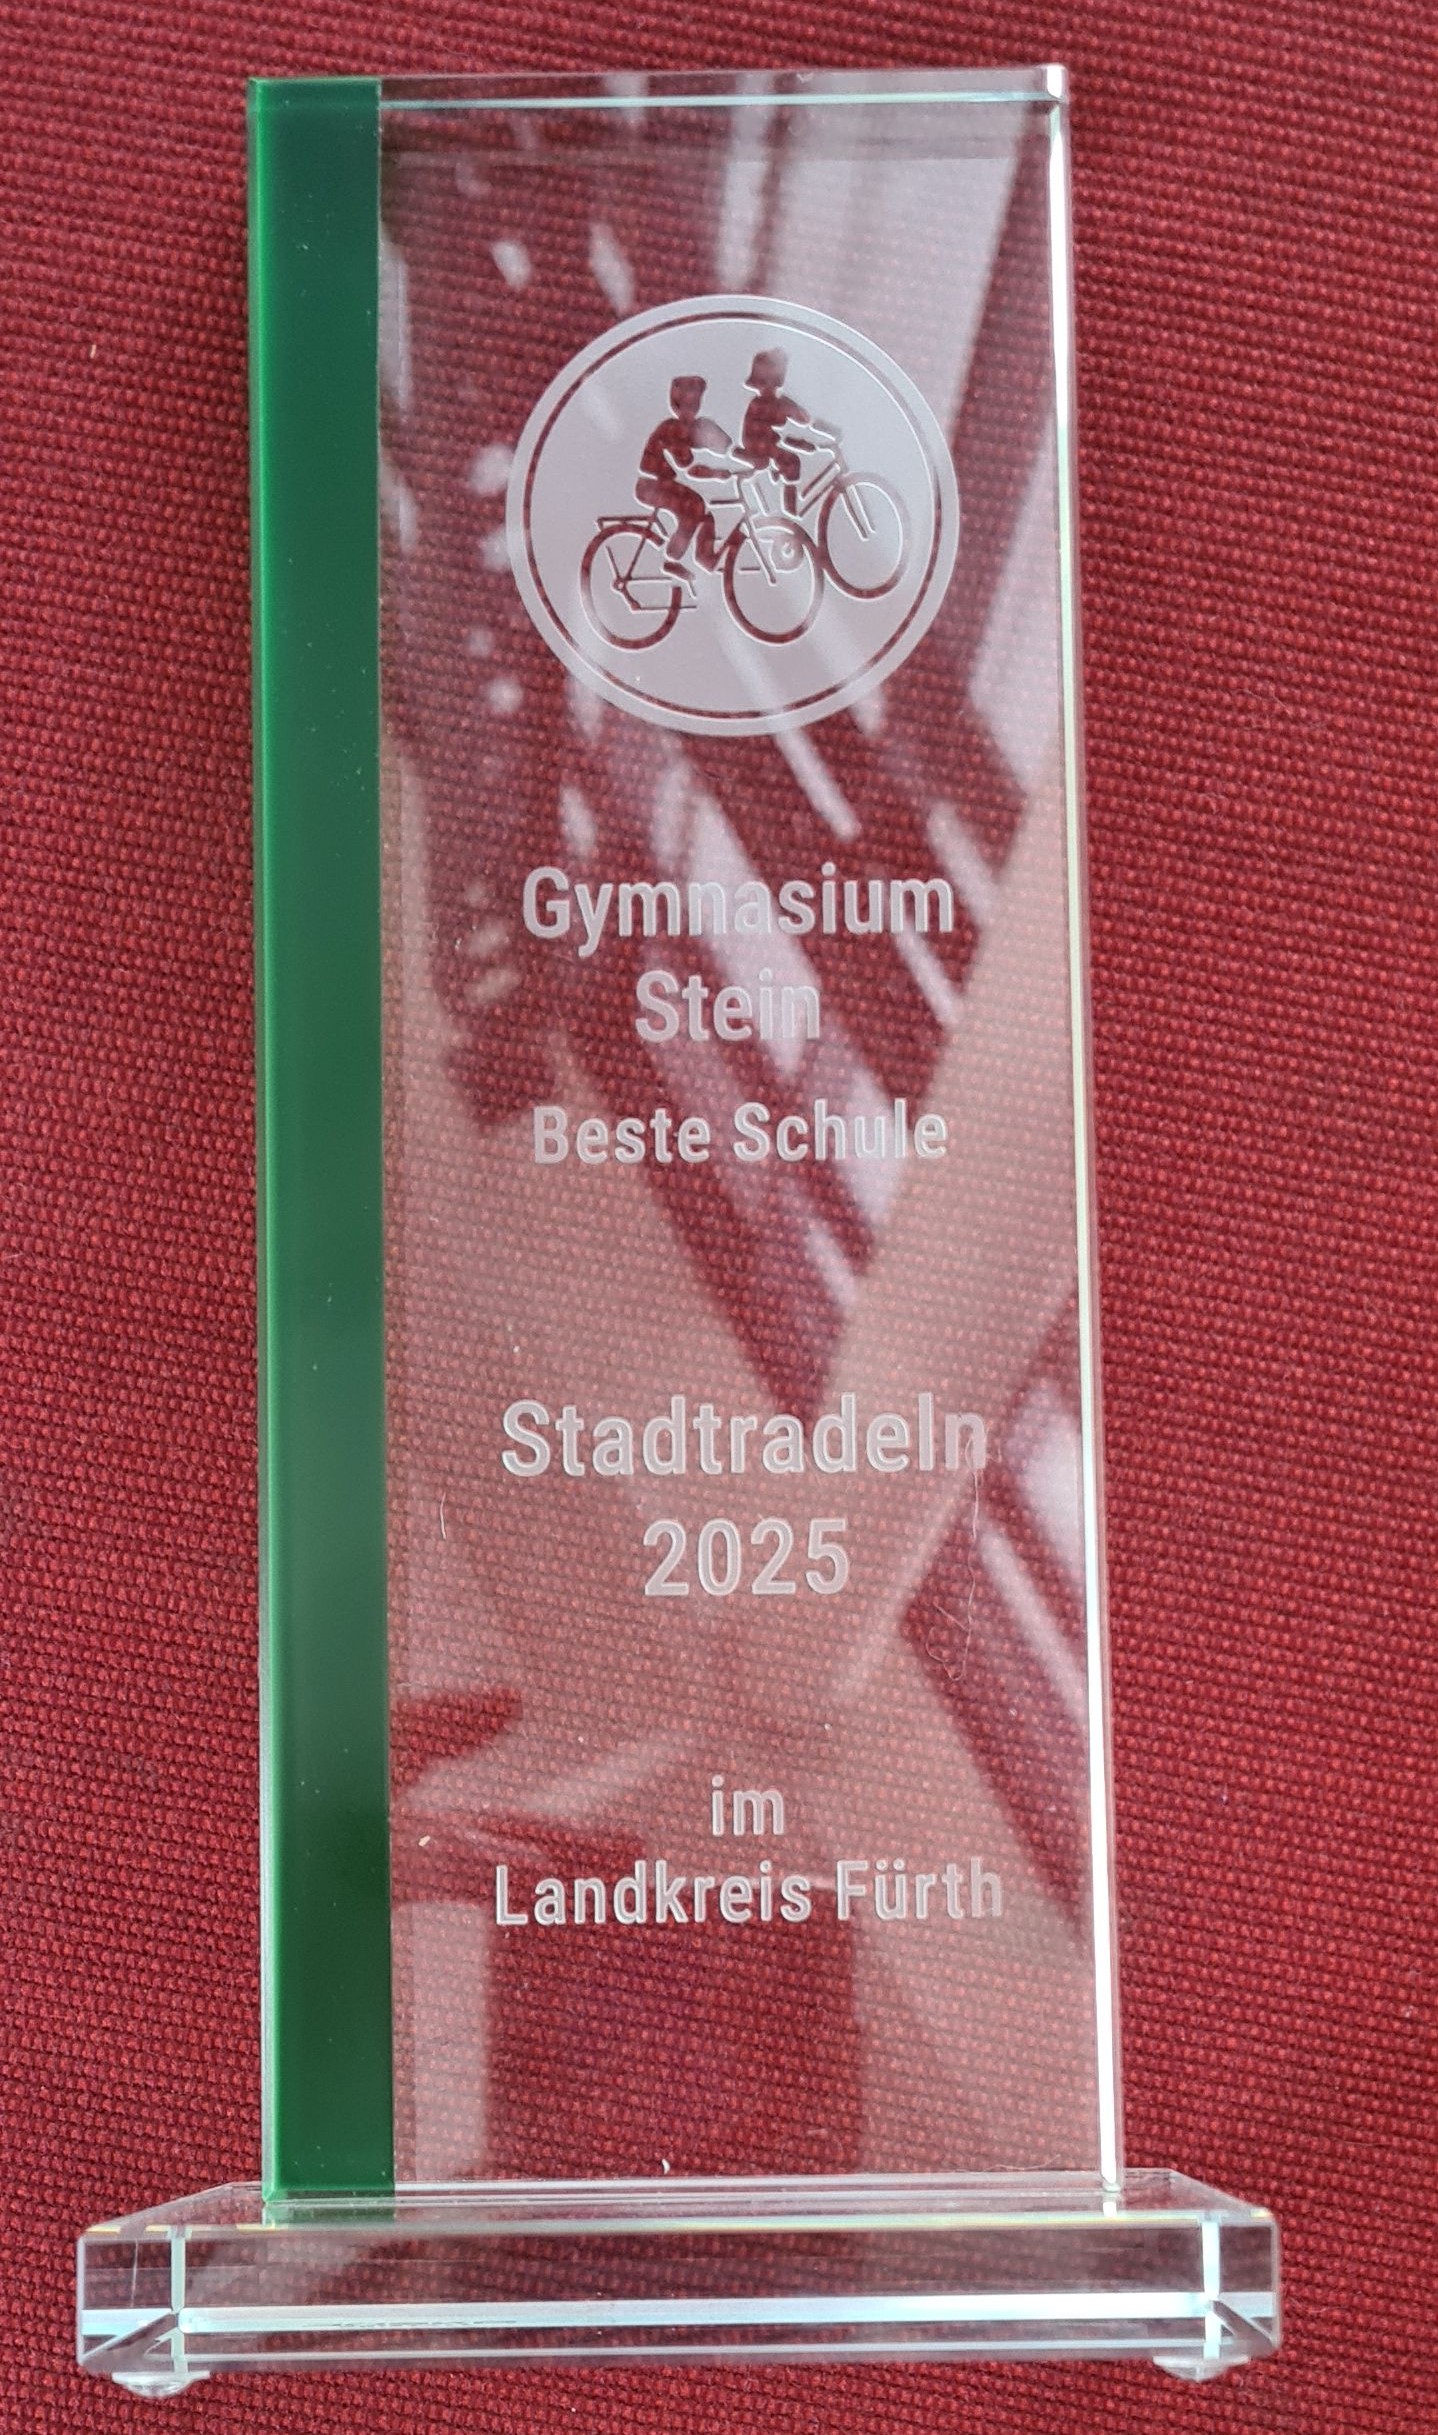 Gymnasium
Stein
Beste Schule
Stadtradeln
2025
im
Landkreis Fürth